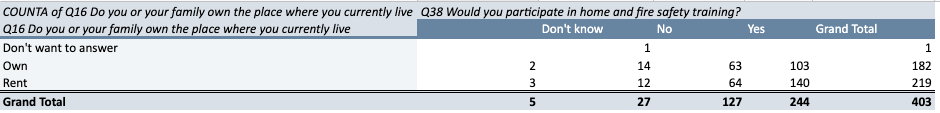 COUNTA of Q16 Do you or your family own the place where you currently live Q38 Would you participate in home and fire safety training?
Q16 Do you or your family own the place where you currently live Don't know No Yes Grand Total
Don't want to answer 1 1
Own 2 14 63 103 182
Rent 3 12 64 140 219
Grand Total 5 27 127 244 403